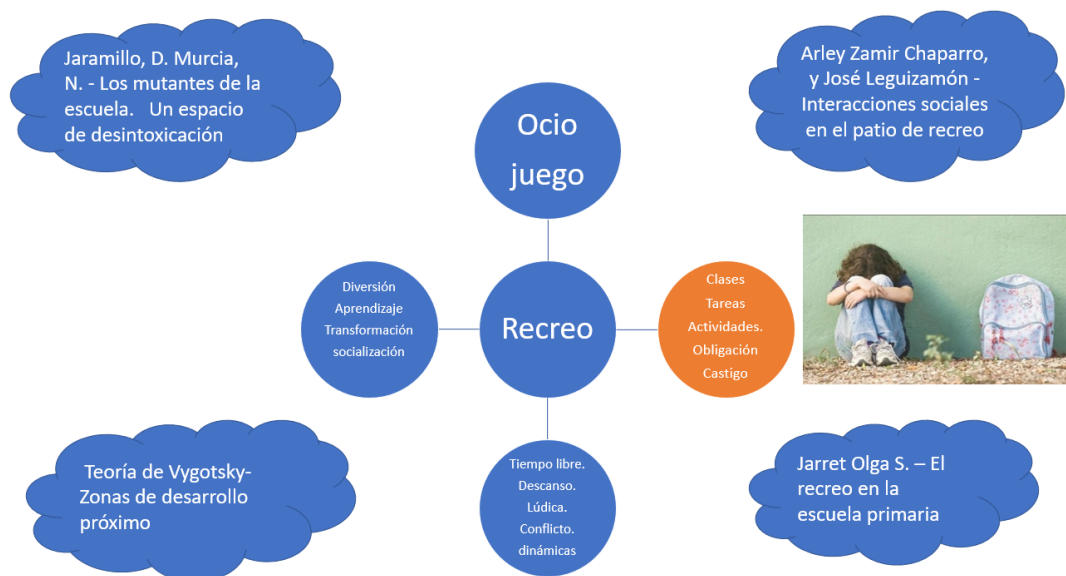 Jaramillo, D. Murcia,
N. - Los mutantes de la
escuela. Un espacio
de desintoxicación
Arley Zamir Chaparro,
y José Leguizamón -
Interacciones sociales
en el patio de recreo
Ocio
juego
Diversión
Aprendizaje
Transformación
socialización
Recreo
Clases
Tareas
Actividades.
Obligación
Castigo
Teoría de Vygotsky-
Zonas de desarrollo
próximo
Tiempo libre.
Descanso.
Lúdica.
Conflicto.
dinámicas
Jarret Olga S. – El
recreo en la
escuela primaria